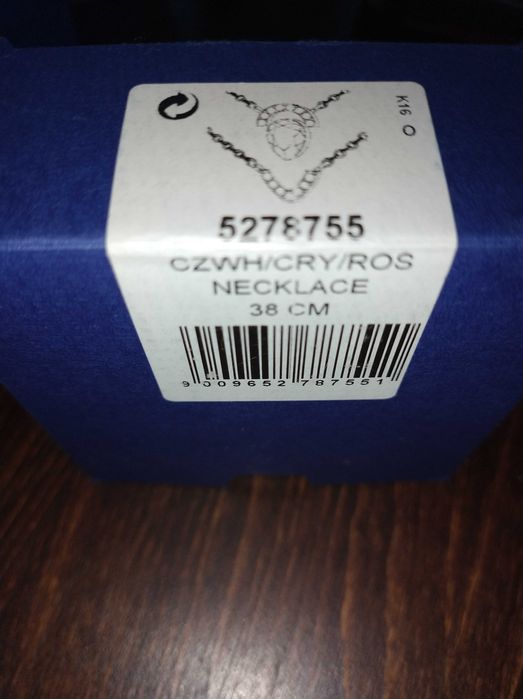 K16 O
5278755
CZWH/CRY/ROS
NECKLACE
38 CM
9 009652 787551